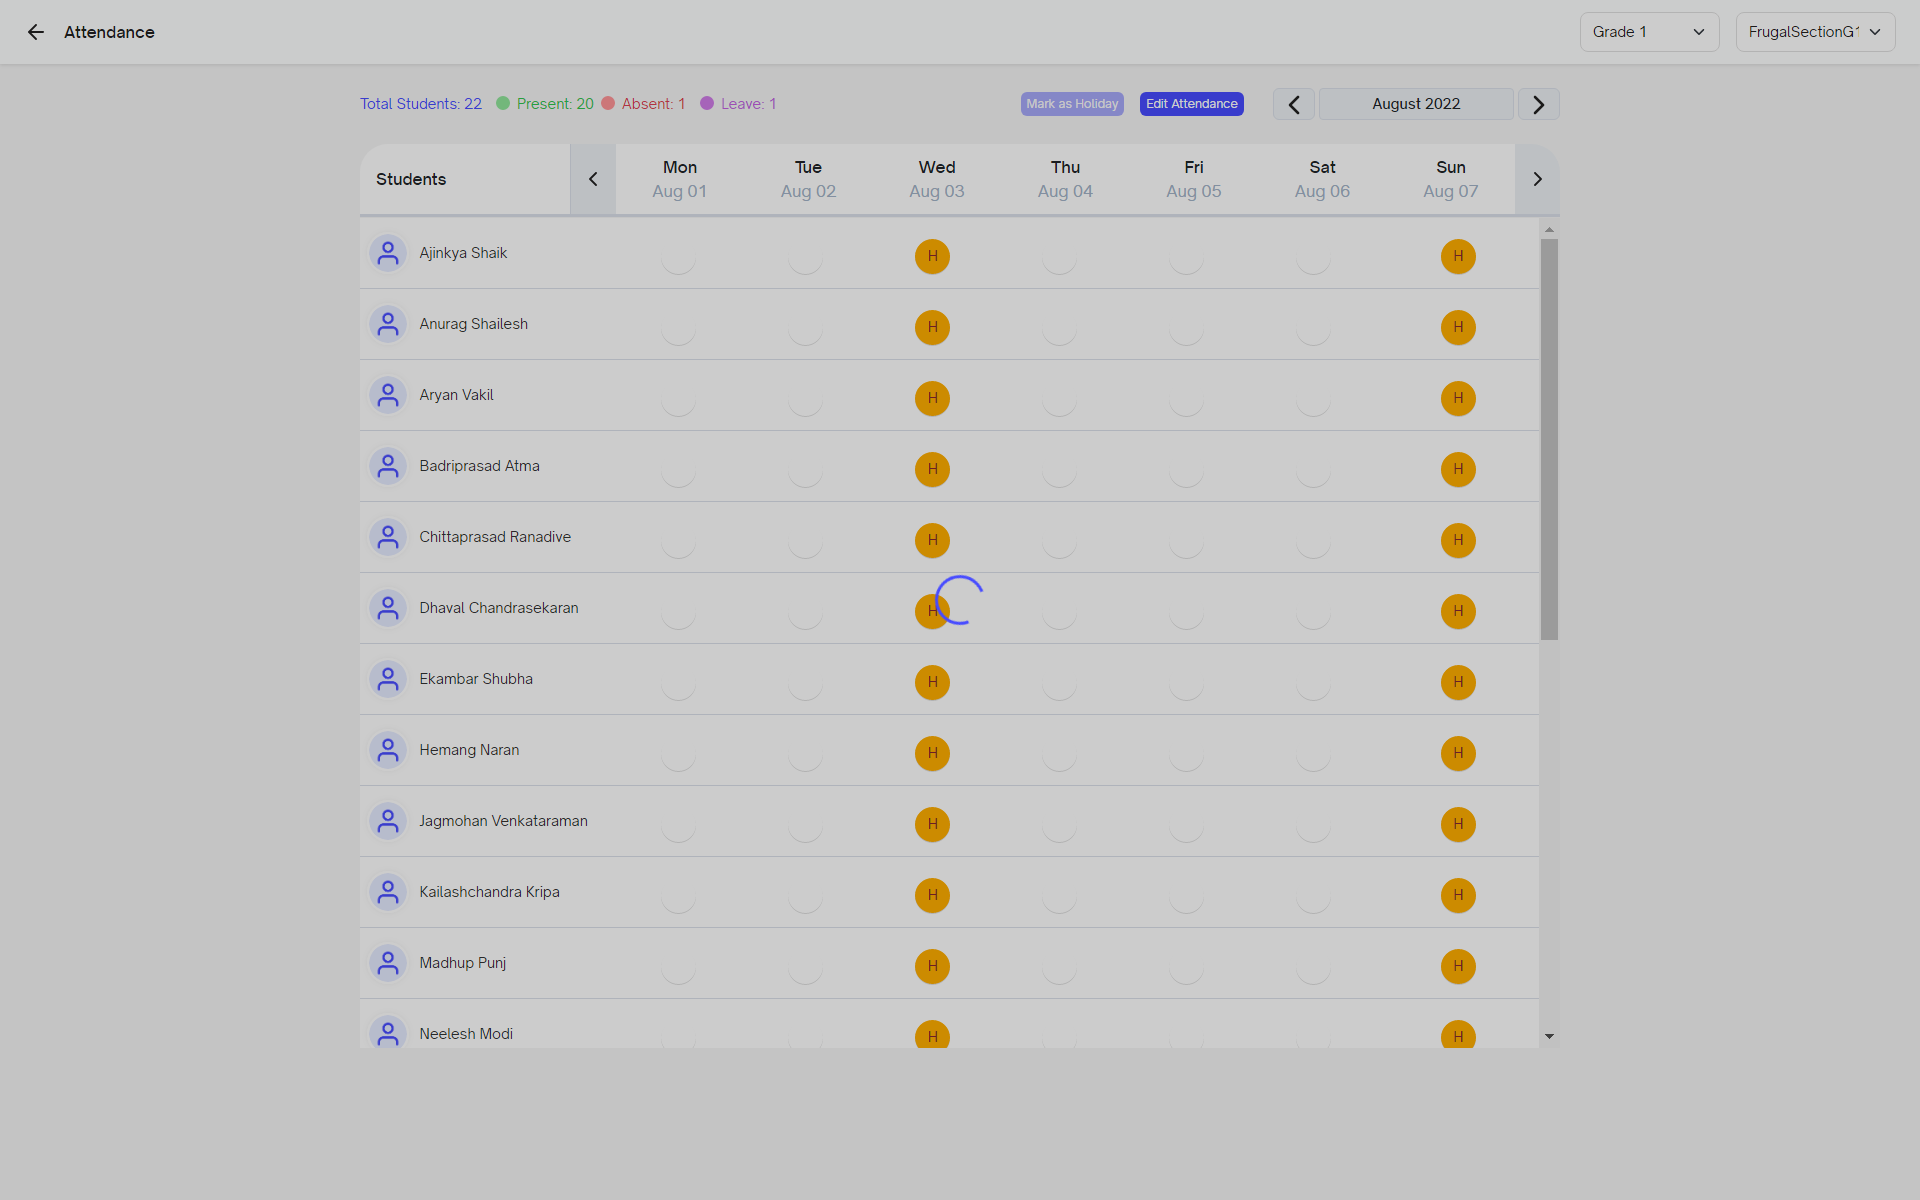 Attendance
Grade 1
FrugalSectionG1
Total Students: 22 Present: 20 Absent: 1 Leave: 1
Mark as Holiday
Edit Attendance
August 2022
Students Mon Tue Wed Thu Fri Sat Sun
Aug 01 Aug 02 Aug 03 Aug 04 Aug 05 Aug 06 Aug 07
Ajinkya Shaik H H
Anurag Shailesh H H
Aryan Vakil H H
Badriprasad Atma H H
Chittaprasad Ranadive H H
Dhaval Chandrasekaran H H
Ekambar Shubha H H
Hemang Naran H H
Jagmohan Venkataraman H H
Kailashchandra Kripa H H
Madhup Punj H H
Neelesh Modi H H